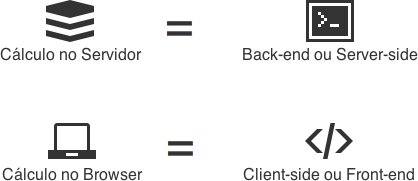 Cálculo no Servidor = Back-end ou Server-side
Cálculo no Browser = Client-side ou Front-end